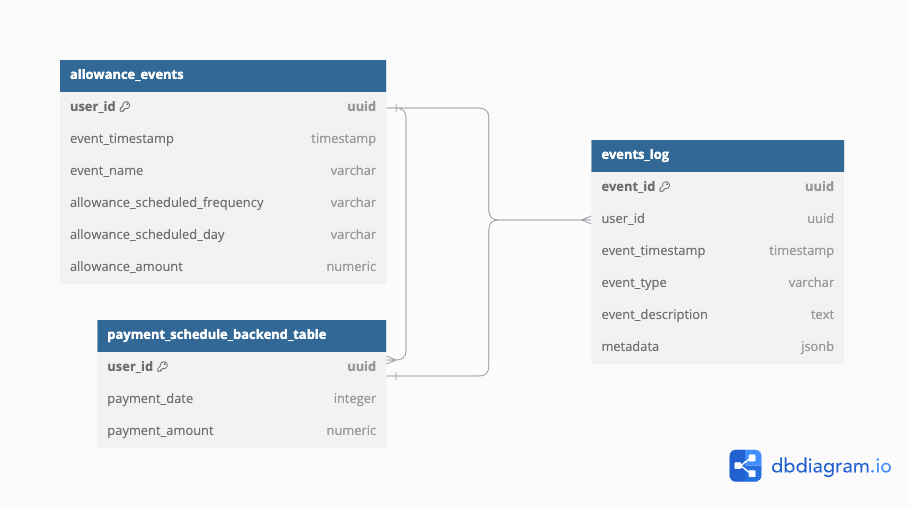 allowance_events
user_id uuid
event_timestamp timestamp
event_name varchar
allowance_scheduled_frequency varchar
allowance_scheduled_day varchar
allowance_amount numeric
payment_schedule_backend_table
user_id uuid
payment_date integer
payment_amount numeric
events_log
event_id uuid
user_id uuid
event_timestamp timestamp
event_type varchar
event_description text
metadata jsonb
dbdiagram.io